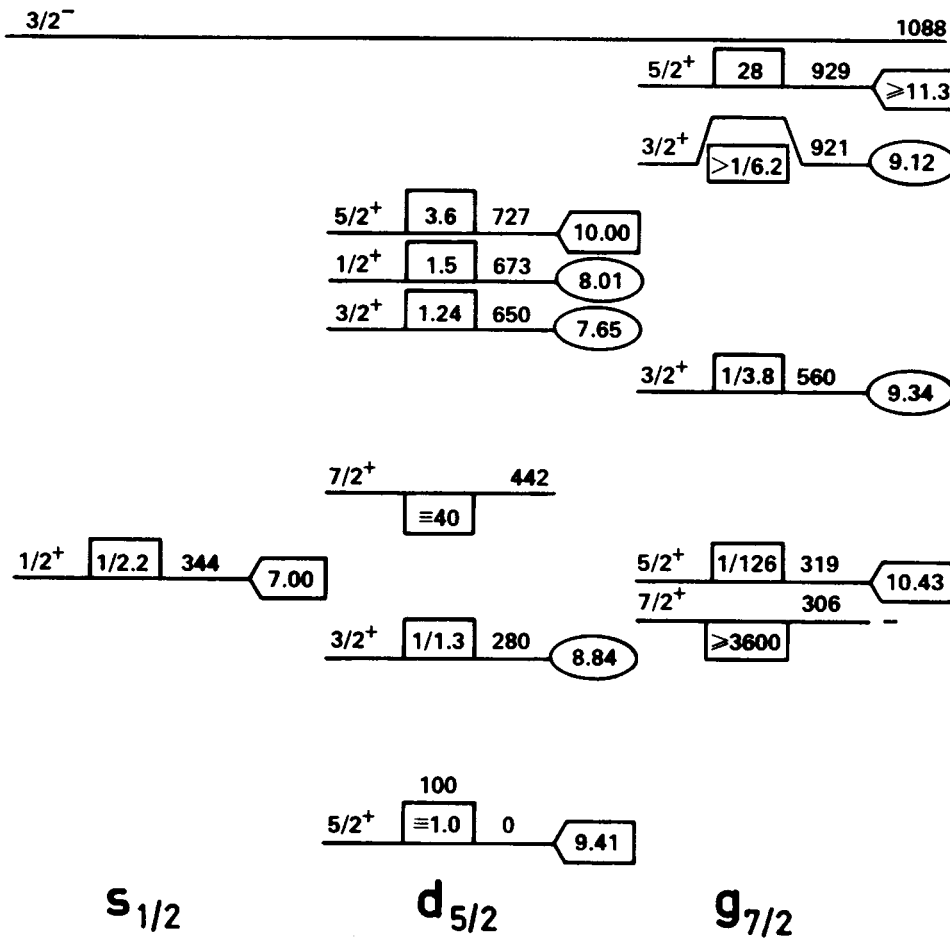 3/2⁻ 1088
5/2⁺ 28 929 ⩾11.3
3/2⁺ >1/6.2 921 9.12
5/2⁺ 3.6 727 10.00
1/2⁺ 1.5 673 8.01
3/2⁺ 1.24 650 7.65
3/2⁺ 1/3.8 560 9.34
7/2⁺ 442
≡40
1/2⁺ 1/2.2 344 7.00
5/2⁺ 1/126 319 10.43
7/2⁺ 306 –
⩾3600
3/2⁺ 1/1.3 280 8.84
100
5/2⁺ ≡1.0 0 9.41
s1/2 d5/2 g7/2